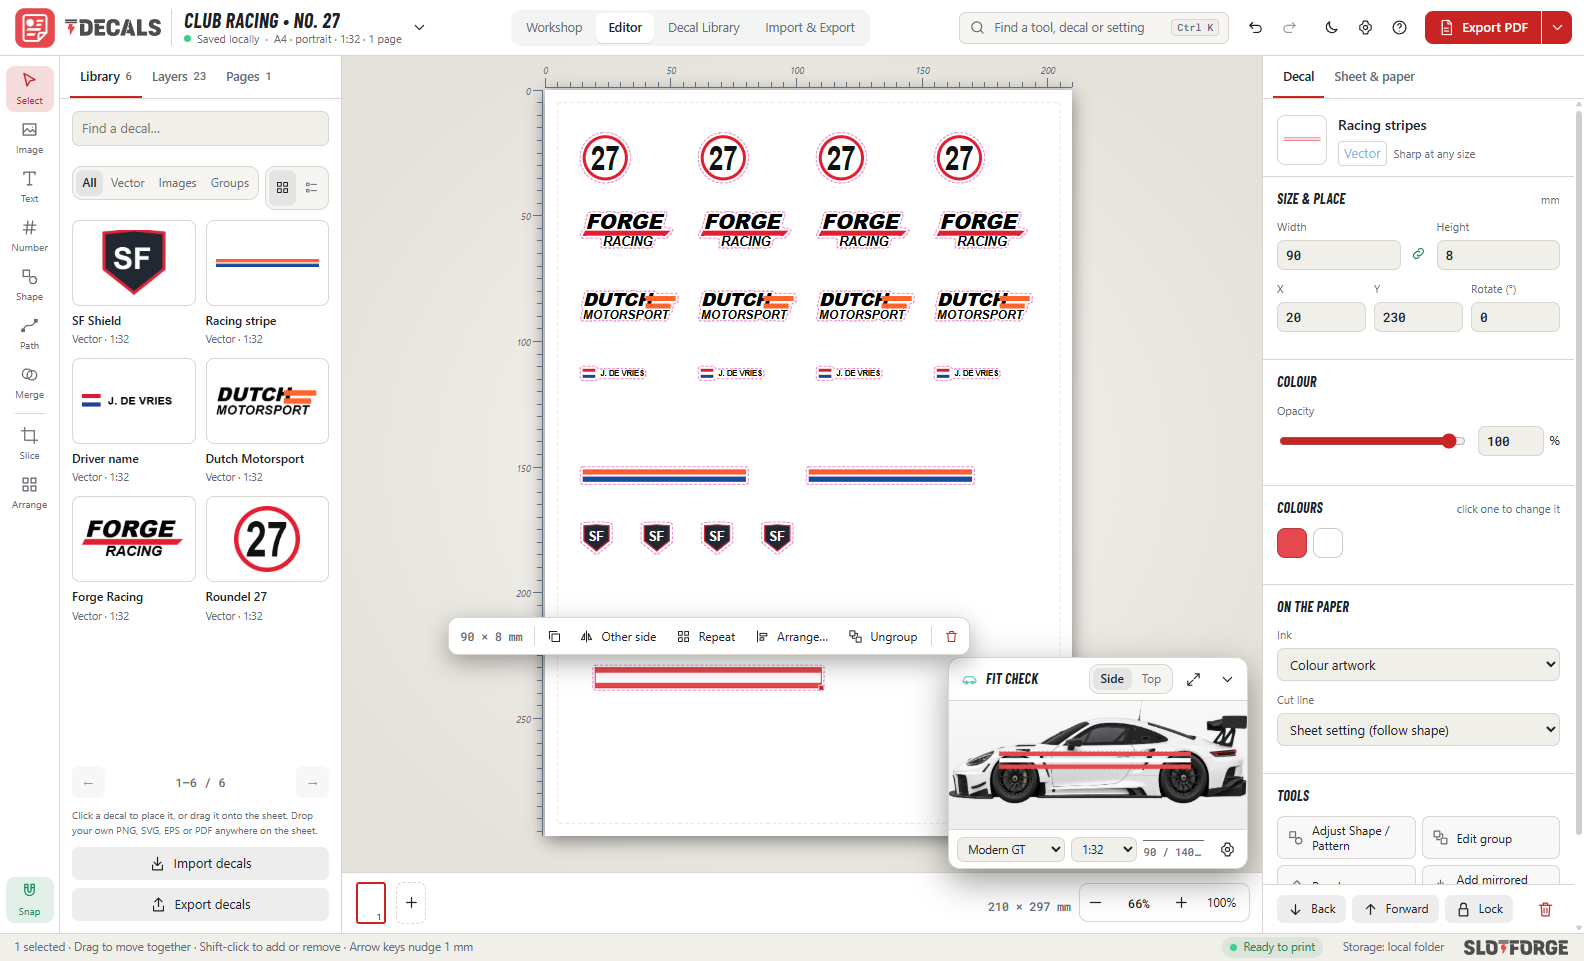 DECALS
CLUB RACING • NO. 27
Saved locally · A4 · portrait · 1:32 · 1 page
Workshop Editor Decal Library Import & Export
Find a tool, decal or setting Ctrl K
Export PDF
Select
Image
Text
Number
Shape
Path
Merge
Slice
Arrange
Snap
Library 6 Layers 23 Pages 1
Find a decal...
All Vector Images Groups
SF
SF Shield
Vector · 1:32
Racing stripe
Vector · 1:32
J. DE VRIES
Driver name
Vector · 1:32
DUTCH
MOTORSPORT
Dutch Motorsport
Vector · 1:32
FORGE
RACING
Forge Racing
Vector · 1:32
27
Roundel 27
Vector · 1:32
← 1–6 / 6 →
Click a decal to place it, or drag it onto the sheet. Drop
your own PNG, SVG, EPS or PDF anywhere on the sheet.
Import decals
Export decals
0 50 100 150 200
0
50
100
150
200
250
27 27 27 27
FORGE FORGE FORGE FORGE
RACING RACING RACING RACING
DUTCH DUTCH DUTCH DUTCH
MOTORSPORT MOTORSPORT MOTORSPORT MOTORSPORT
J. DE VRIES J. DE VRIES J. DE VRIES J. DE VRIES
SF SF SF SF
90 × 8 mm Other side Repeat Arrange... Ungroup
FIT CHECK Side Top
Modern GT 1:32 90 / 140…
1
210 × 297 mm 66% 100%
Decal Sheet & paper
Racing stripes
Vector Sharp at any size
SIZE & PLACE mm
Width Height
90 8
X Y Rotate (°)
20 230 0
COLOUR
Opacity
100 %
COLOURS click one to change it
ON THE PAPER
Ink
Colour artwork
Cut line
Sheet setting (follow shape)
TOOLS
Adjust Shape /
Pattern
Edit group
Add mirrored
Back Forward Lock
1 selected · Drag to move together · Shift-click to add or remove · Arrow keys nudge 1 mm
Ready to print Storage: local folder SLOTFORGE